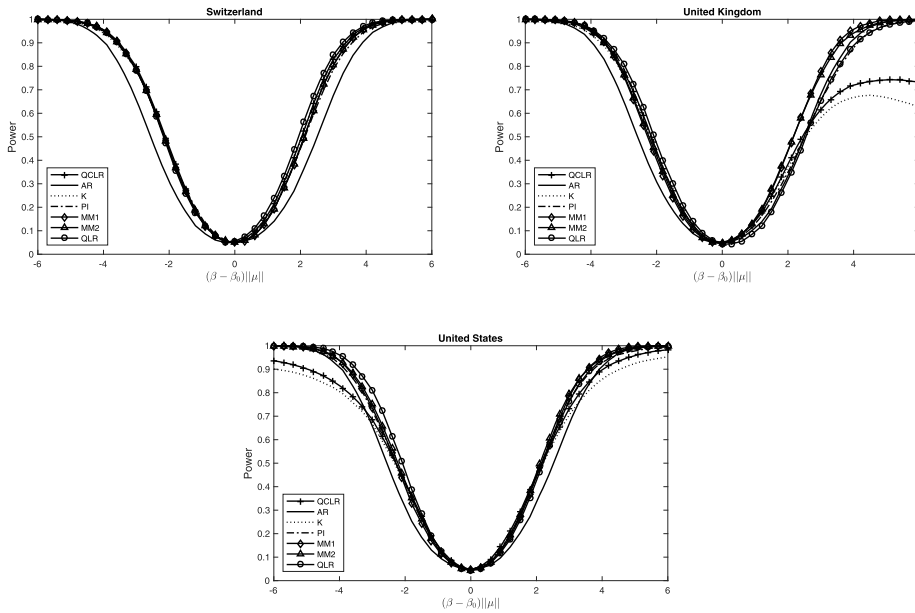 Switzerland
1
0.9
0.8
0.7
0.6
0.5
0.4
0.3
0.2
0.1
0
Power
QCLR
AR
K
PI
MM1
MM2
QLR
-6 -4 -2 0 2 4 6
(β − β₀)||μ||
United Kingdom
1
0.9
0.8
0.7
0.6
0.5
0.4
0.3
0.2
0.1
0
Power
QCLR
AR
K
PI
MM1
MM2
QLR
-6 -4 -2 0 2 4
(β − β₀)||μ||
United States
1
0.9
0.8
0.7
0.6
0.5
0.4
0.3
0.2
0.1
0
Power
QCLR
AR
K
PI
MM1
MM2
QLR
-6 -4 -2 0 2 4 6
(β − β₀)||μ||